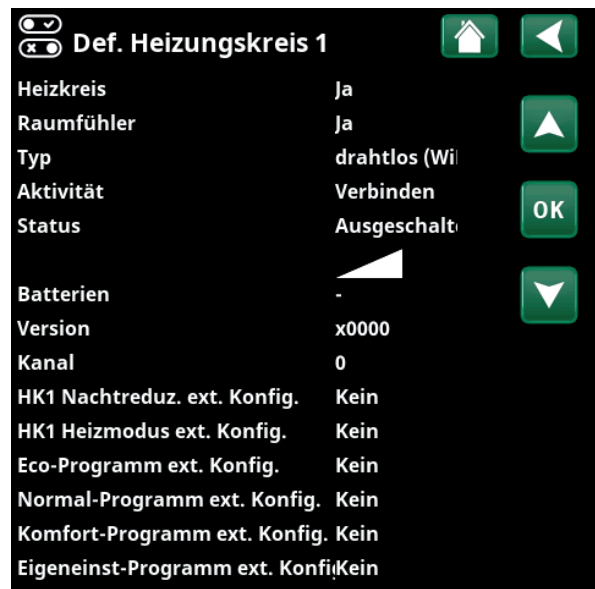 Def. Heizungskreis 1
Heizkreis Ja
Raumfühler Ja
Typ drahtlos (Wi
Aktivität Verbinden
Status Ausgeschalt
OK
Batterien -
Version x0000
Kanal 0
HK1 Nachtreduz. ext. Konfig. Kein
HK1 Heizmodus ext. Konfig. Kein
Eco-Programm ext. Konfig. Kein
Normal-Programm ext. Konfig. Kein
Komfort-Programm ext. Konfig. Kein
Eigeneinst-Programm ext. Konfi Kein